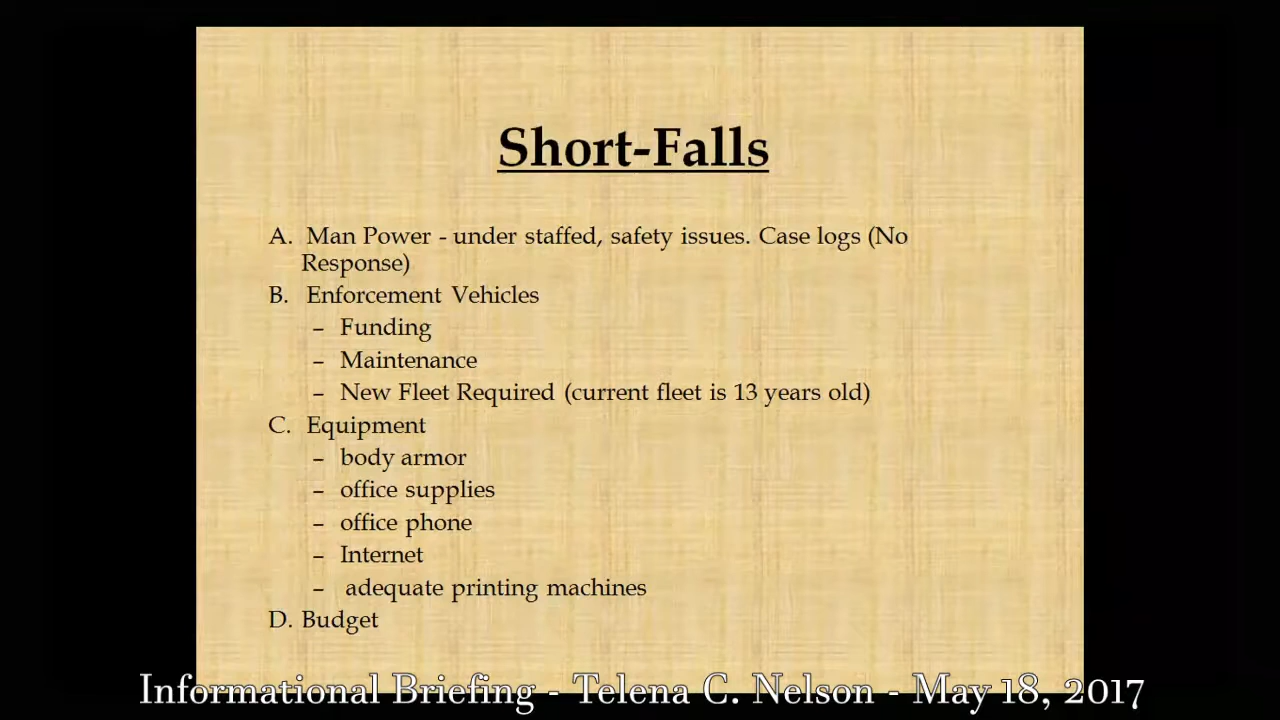 Short-Falls
A. Man Power - under staffed, safety issues. Case logs (No
Response)
B. Enforcement Vehicles
– Funding
– Maintenance
– New Fleet Required (current fleet is 13 years old)
C. Equipment
– body armor
– office supplies
– office phone
– Internet
– adequate printing machines
D. Budget
Informational Briefing - Telena C. Nelson - May 18, 2017